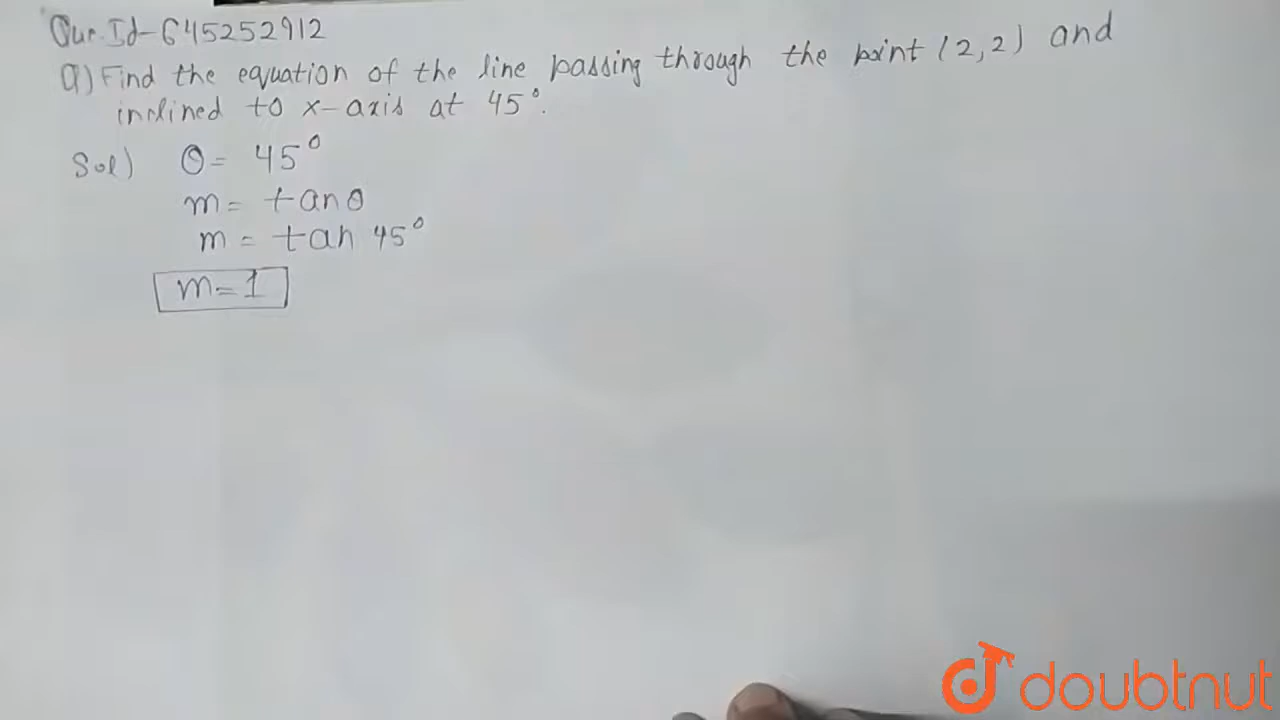 Que. Id-645252912
Q) Find the equation of the line passing through the point (2,2) and
inclined to x-axis at 45°.
Sol) θ= 45°
m= tanθ
m = tan 45°
m=1
doubtnut